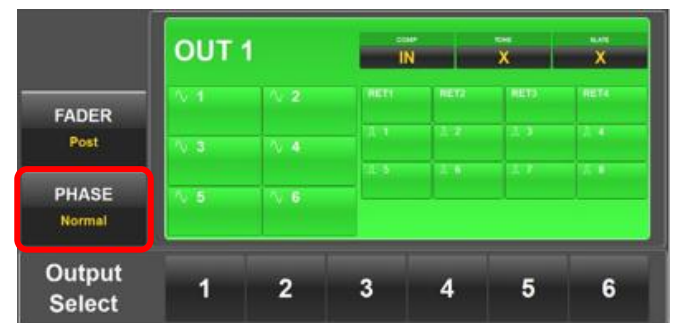 OUT 1
COMP TONE SLATE
IN X X
1 2 RET1 RET2 RET3 RET4
FADER
Post
1 2 3 4
3 4
5 6 7 8
PHASE
Normal
5 6
Output
Select
1 2 3 4 5 6